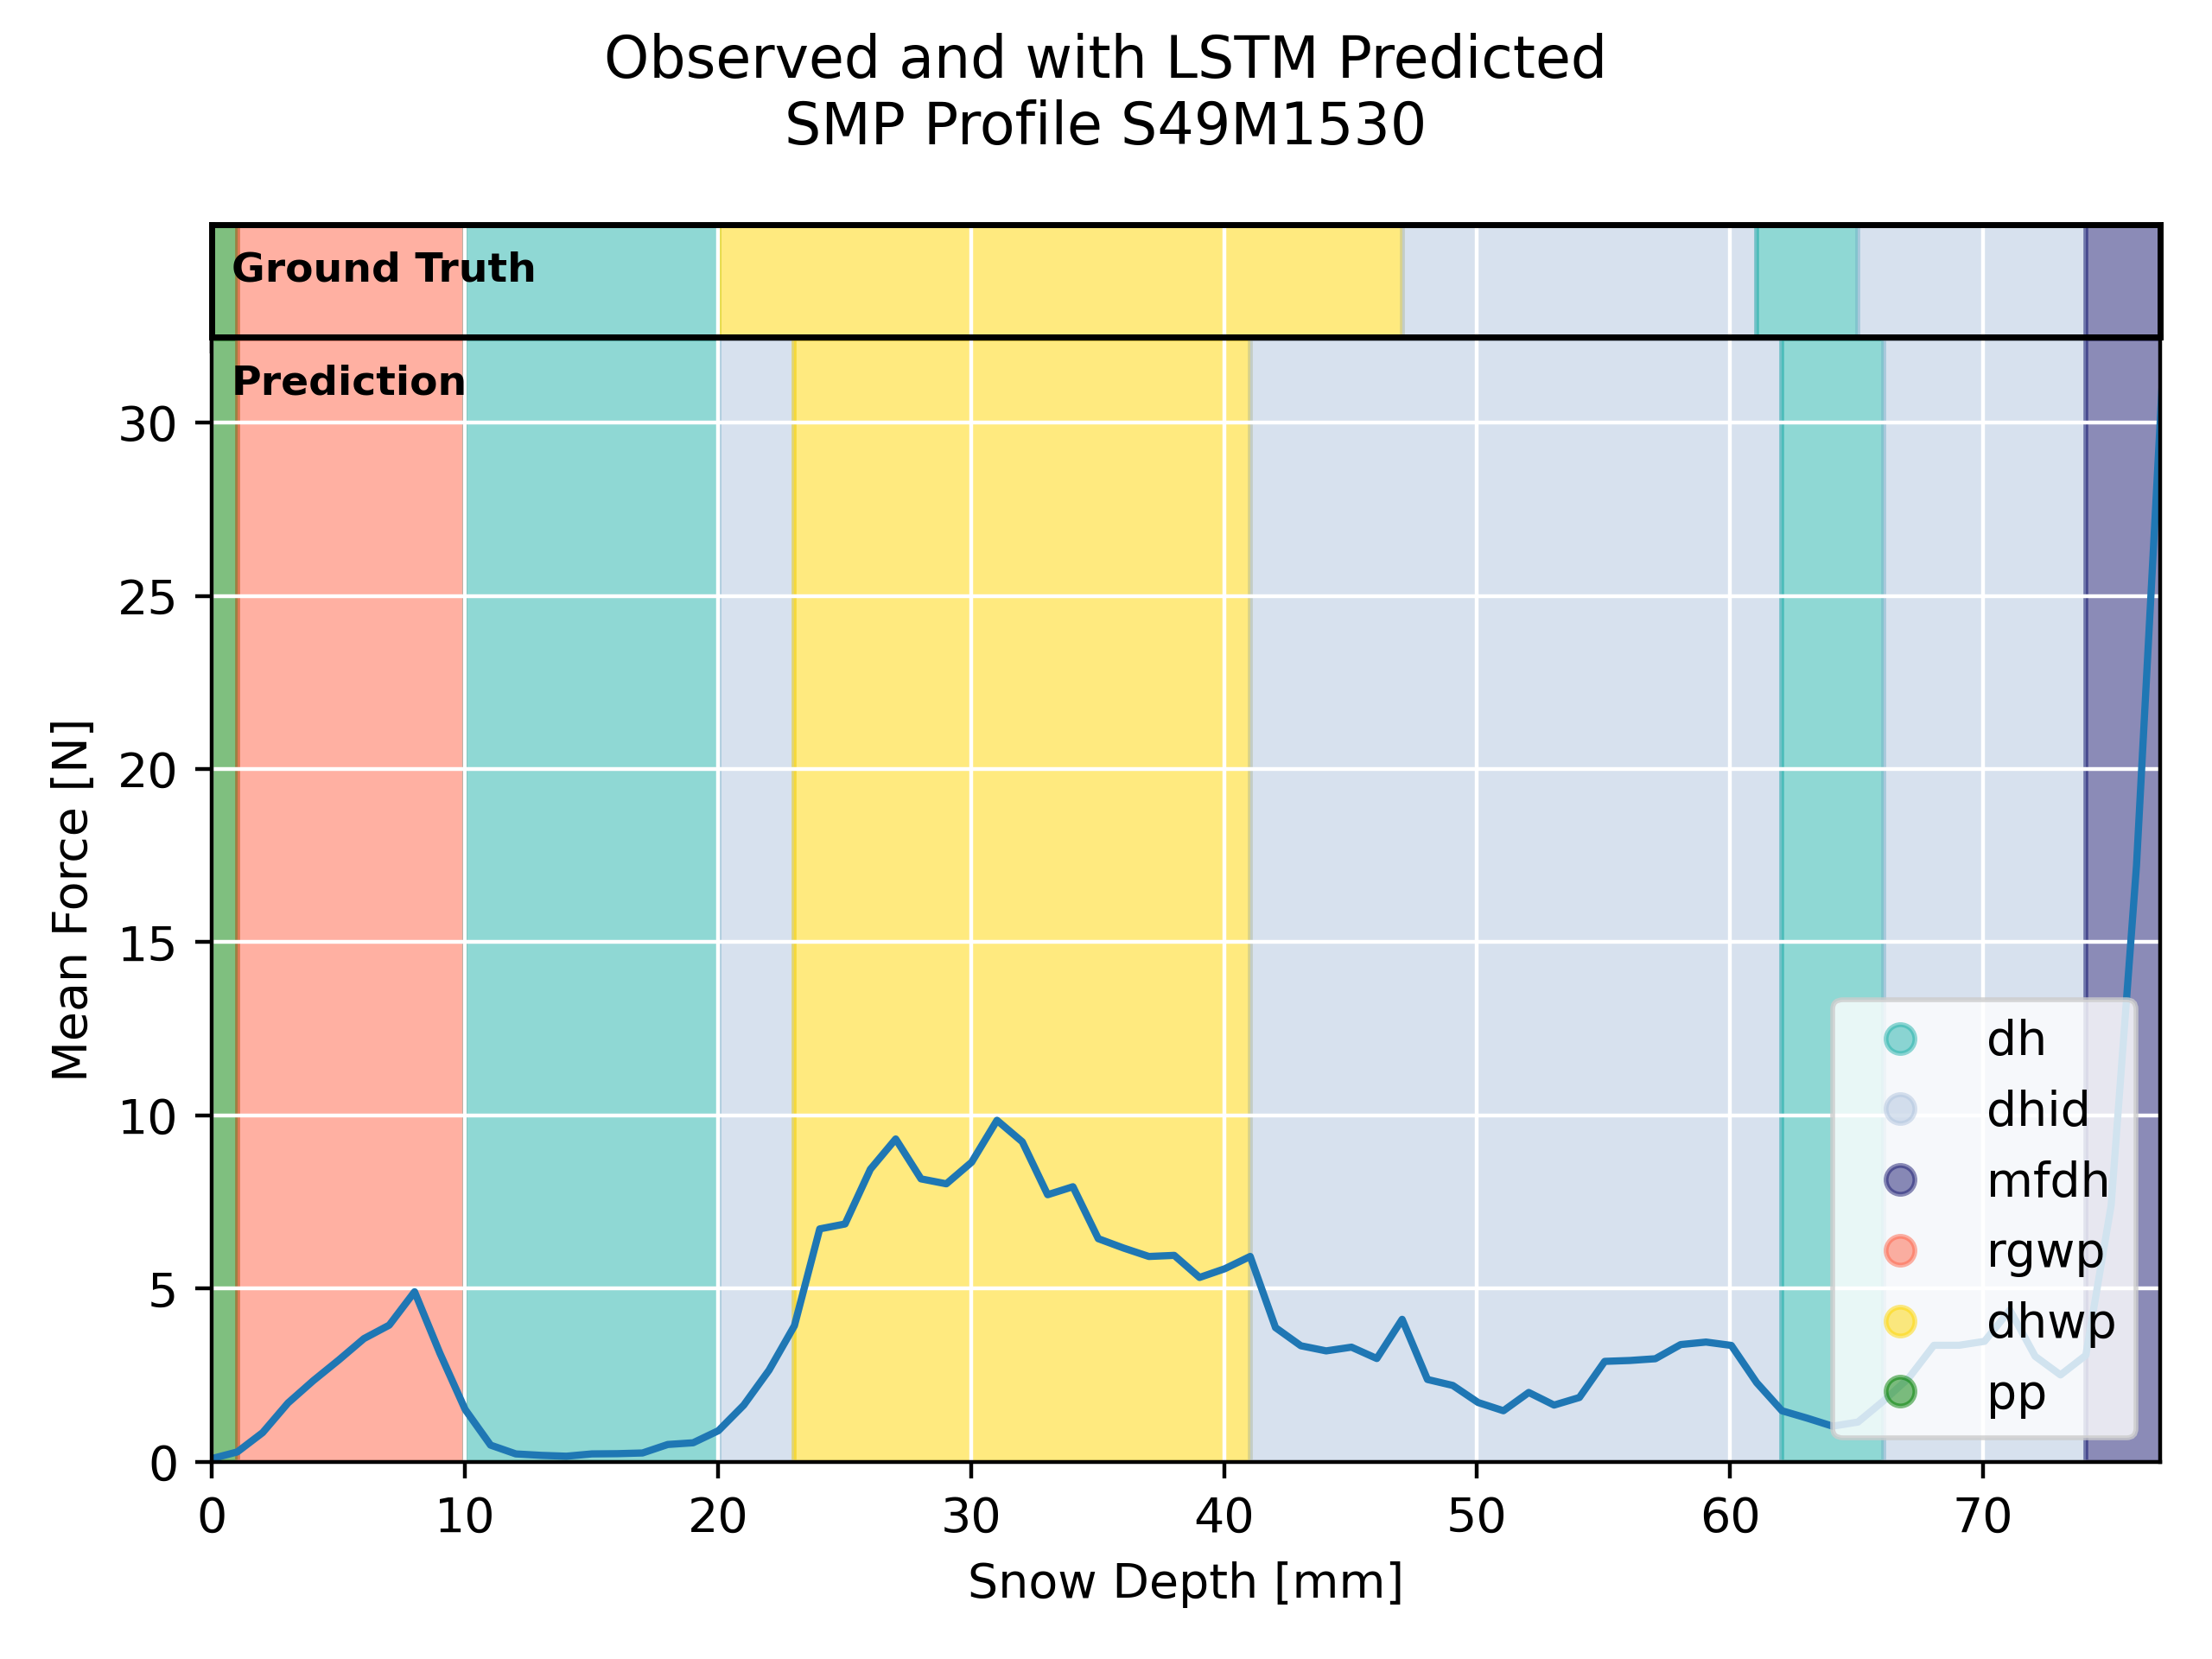 Observed and with LSTM Predicted
SMP Profile S49M1530
Ground Truth
Prediction
30
25
20
15
10
5
0
Mean Force [N]
dh
dhid
mfdh
rgwp
dhwp
pp
0 10 20 30 40 50 60 70
Snow Depth [mm]